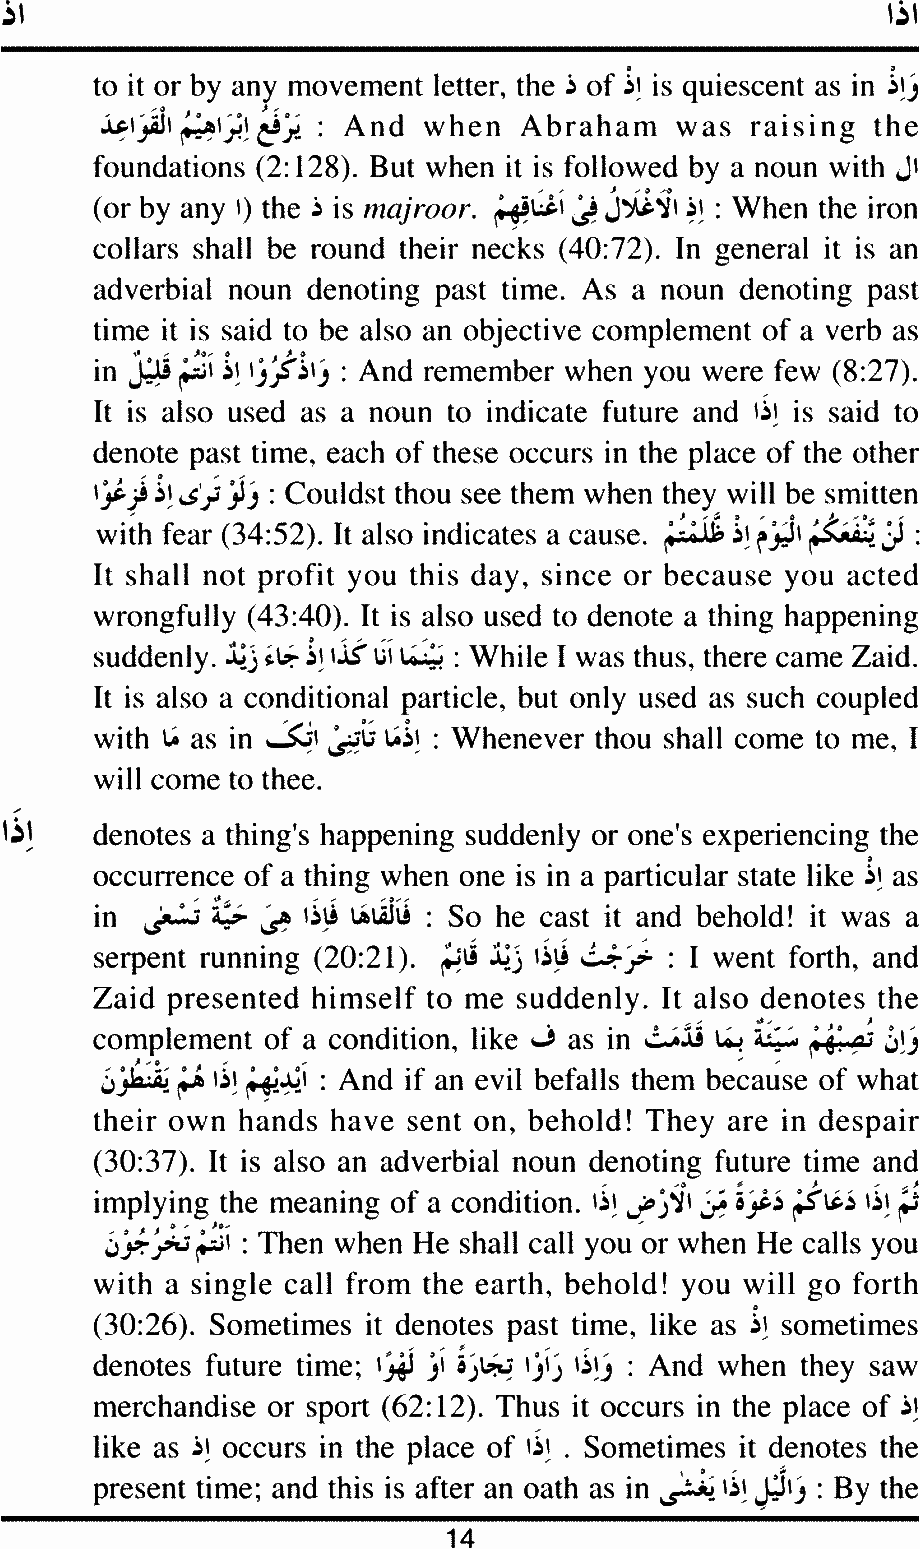 اذ اذا
to it or by any movement letter, the ذ of اِذْ is quiescent as in وَاِذْ
يَرْفَعُ اِبْرَاهِيْمُ الْقَوَاعِدَ : And when Abraham was raising the
foundations (2:128). But when it is followed by a noun with ال
(or by any ا) the ذ is majroor. اِذِ الْاَغْلَالُ فِىْ اَعْنَاقِهِمْ : When the iron
collars shall be round their necks (40:72). In general it is an
adverbial noun denoting past time. As a noun denoting past
time it is said to be also an objective complement of a verb as
in وَاذْكُرُوْا اِذْ اَنْتُمْ قَلِيْلٌ : And remember when you were few (8:27).
It is also used as a noun to indicate future and اِذَا is said to
denote past time, each of these occurs in the place of the other
وَلَوْ تَرٰى اِذْ فَزِعُوْا : Couldst thou see them when they will be smitten
with fear (34:52). It also indicates a cause. لَنْ يَّنْفَعَكُمُ الْيَوْمَ اِذْ ظَّلَمْتُمْ :
It shall not profit you this day, since or because you acted
wrongfully (43:40). It is also used to denote a thing happening
suddenly. بَيْنَمَا اَنَا كَذَا اِذْ جَاءَ زَيْدٌ : While I was thus, there came Zaid.
It is also a conditional particle, but only used as such coupled
with مَا as in اِذْمَا تَأْتِنِىْ اٰتِكَ : Whenever thou shall come to me, I
will come to thee.
اِذَا denotes a thing's happening suddenly or one's experiencing the
occurrence of a thing when one is in a particular state like اِذْ as
in فَاَلْقَاهَا فَاِذَا هِىَ حَيَّةٌ تَسْعٰى : So he cast it and behold! it was a
serpent running (20:21). خَرَجْتُ فَاِذَا زَيْدٌ قَائِمٌ : I went forth, and
Zaid presented himself to me suddenly. It also denotes the
complement of a condition, like ف as in وَاِنْ تُصِبْهُمْ سَيِّئَةٌ بِمَا قَدَّمَتْ
اَيْدِيْهِمْ اِذَا هُمْ يَقْنَطُوْنَ : And if an evil befalls them because of what
their own hands have sent on, behold! They are in despair
(30:37). It is also an adverbial noun denoting future time and
implying the meaning of a condition. ثُمَّ اِذَا دَعَاكُمْ دَعْوَةً مِّنَ الْاَرْضِ اِذَا
اَنْتُمْ تَخْرُجُوْنَ : Then when He shall call you or when He calls you
with a single call from the earth, behold! you will go forth
(30:26). Sometimes it denotes past time, like as اِذْ sometimes
denotes future time; وَاِذَا رَاَوْا تِجَارَةً اَوْ لَهْوًا : And when they saw
merchandise or sport (62:12). Thus it occurs in the place of اِذْ
like as اِذْ occurs in the place of اِذَا . Sometimes it denotes the
present time; and this is after an oath as in وَالَّيْلِ اِذَا يَغْشٰى : By the
14